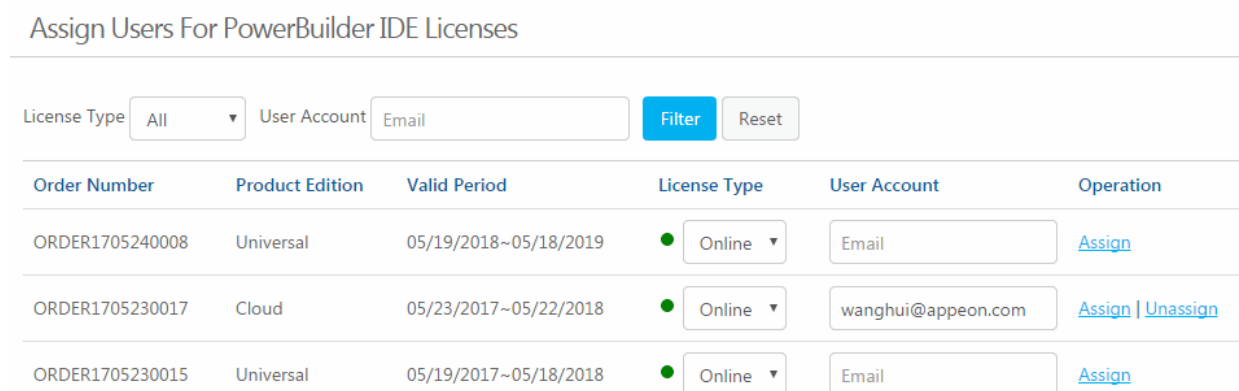 Assign Users For PowerBuilder IDE Licenses
License Type All User Account Email Filter Reset
Order Number Product Edition Valid Period License Type User Account Operation
ORDER1705240008 Universal 05/19/2018~05/18/2019 Online Email Assign
ORDER1705230017 Cloud 05/23/2017~05/22/2018 Online wanghui@appeon.com Assign | Unassign
ORDER1705230015 Universal 05/19/2017~05/18/2018 Online Email Assign